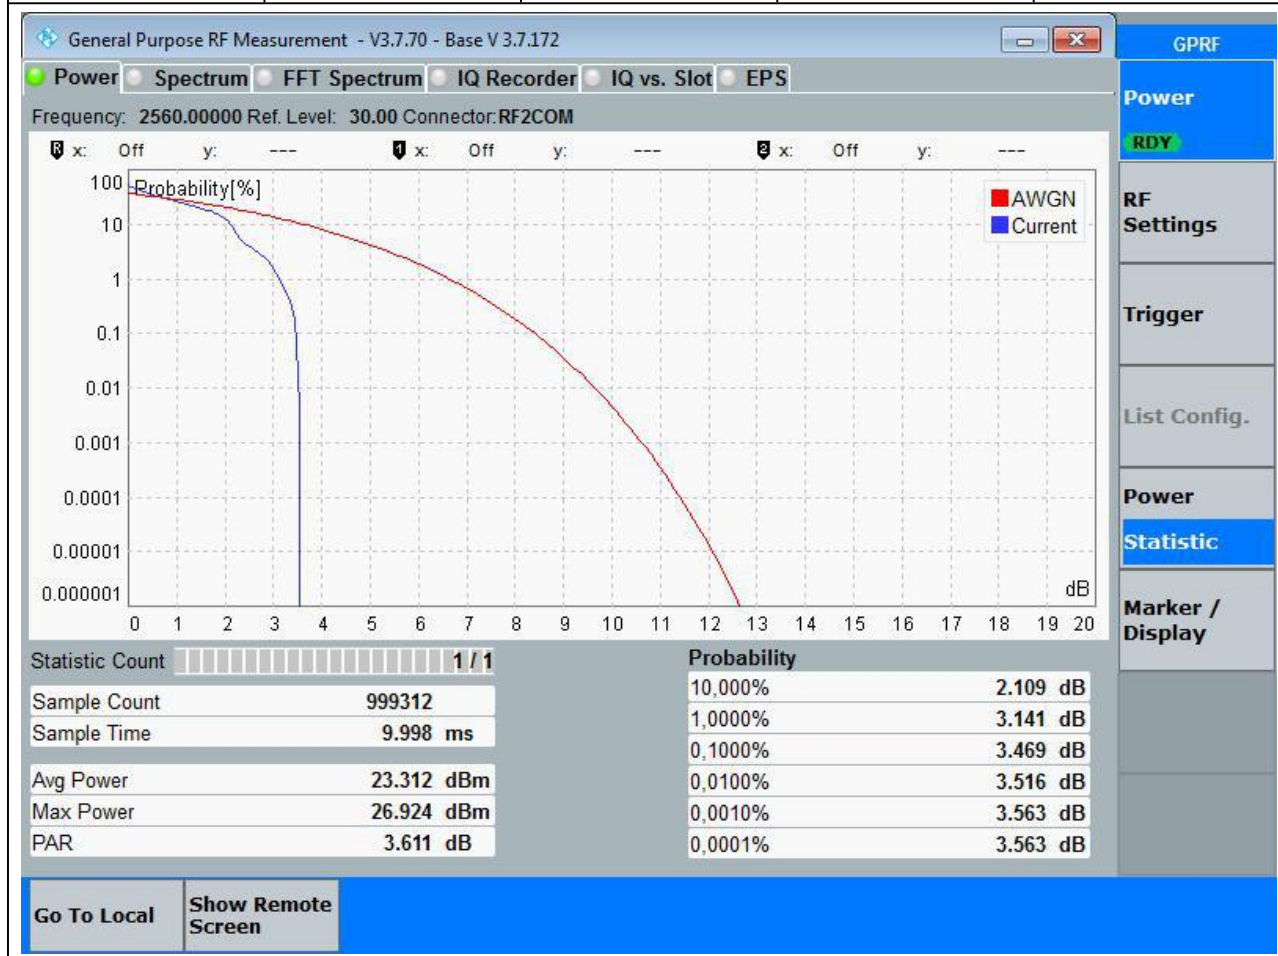 General Purpose RF Measurement - V3.7.70 - Base V 3.7.172
GPRF
Power Spectrum FFT Spectrum IQ Recorder IQ vs. Slot EPS
Frequency: 2560.00000 Ref. Level: 30.00 Connector: RF2COM
R x: Off y: --- 1 x: Off y: --- 2 x: Off y: ---
Probability[%]
100
10
1
0.1
0.01
0.001
0.0001
0.00001
0.000001
AWGN
Current
dB
0 1 2 3 4 5 6 7 8 9 10 11 12 13 14 15 16 17 18 19 20
Statistic Count 1 / 1
Sample Count 999312
Sample Time 9.998 ms
Avg Power 23.312 dBm
Max Power 26.924 dBm
PAR 3.611 dB
Probability
10,000% 2.109 dB
1,0000% 3.141 dB
0,1000% 3.469 dB
0,0100% 3.516 dB
0,0010% 3.563 dB
0,0001% 3.563 dB
Power
RDY
RF
Settings
Trigger
List Config.
Power
Statistic
Marker /
Display
Go To Local
Show Remote
Screen